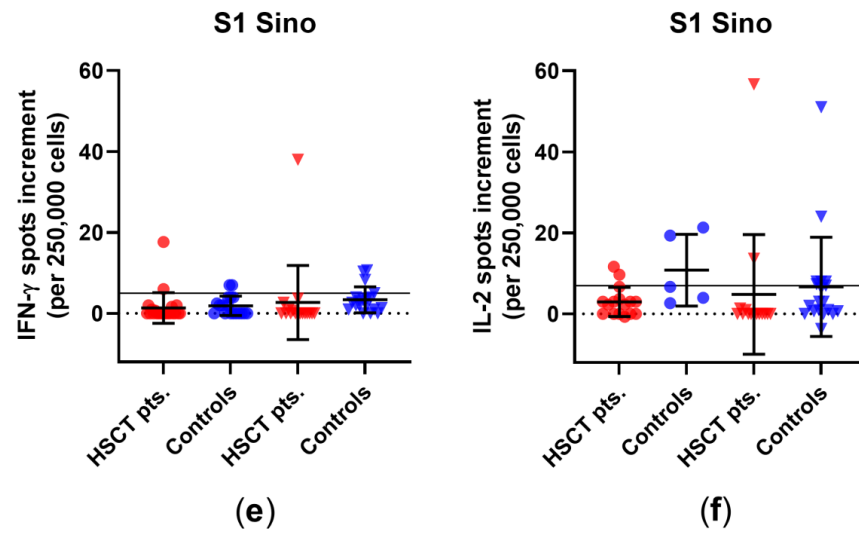 S1 Sino
IFN-γ spots increment
(per 250,000 cells)
60
40
20
0
HSCT pts.
Controls
HSCT pts.
Controls
(e)
S1 Sino
IL-2 spots increment
(per 250,000 cells)
60
40
20
0
HSCT pts.
Controls
HSCT pts.
Controls
(f)